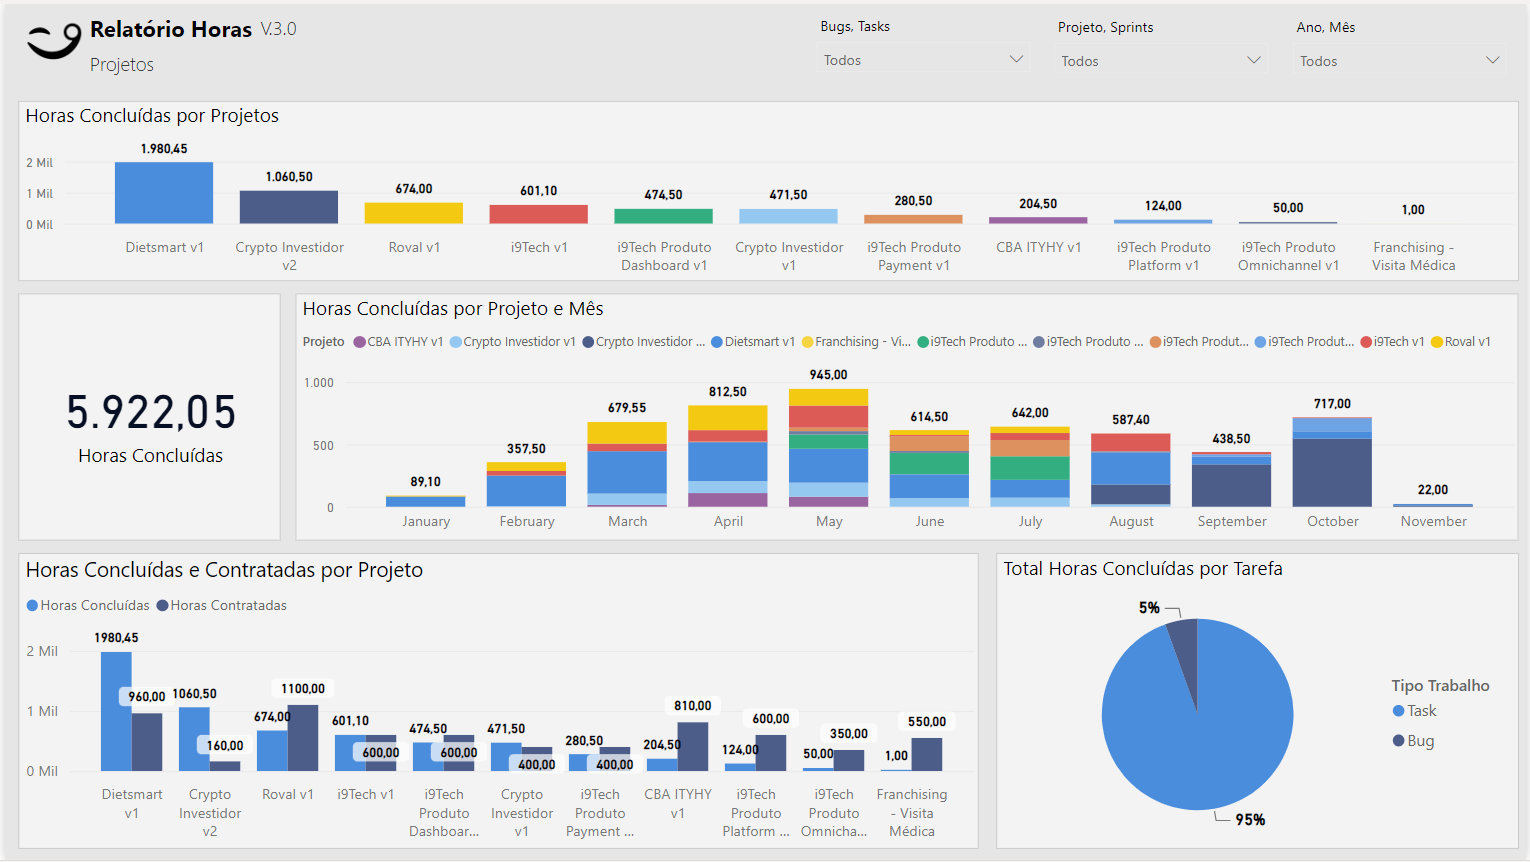 Relatório Horas V.3.0
Projetos
Bugs, Tasks
Todos
Projeto, Sprints
Todos
Ano, Mês
Todos
Horas Concluídas por Projetos
2 Mil
1 Mil
0 Mil
1.980,45
1.060,50
674,00
601,10
474,50
471,50
280,50
204,50
124,00
50,00
1,00
Dietsmart v1
Crypto Investidor
v2
Roval v1
i9Tech v1
i9Tech Produto
Dashboard v1
Crypto Investidor
v1
i9Tech Produto
Payment v1
CBA ITYHY v1
i9Tech Produto
Platform v1
i9Tech Produto
Omnichannel v1
Franchising -
Visita Médica
5.922,05
Horas Concluídas
Horas Concluídas por Projeto e Mês
Projeto CBA ITYHY v1 Crypto Investidor v1 Crypto Investidor ... Dietsmart v1 Franchising - Vi... i9Tech Produto ... i9Tech Produto ... i9Tech Produt... i9Tech Produt... i9Tech v1 Roval v1
1.000
500
0
89,10
357,50
679,55
812,50
945,00
614,50
642,00
587,40
438,50
717,00
22,00
January February March April May June July August September October November
Horas Concluídas e Contratadas por Projeto
Horas Concluídas Horas Contratadas
2 Mil
1 Mil
0 Mil
1980,45
960,00
1060,50
160,00
674,00
1100,00
601,10
600,00
474,50
600,00
471,50
400,00
280,50
400,00
204,50
810,00
124,00
600,00
50,00
350,00
1,00
550,00
Dietsmart
v1
Crypto
Investidor
v2
Roval v1
i9Tech v1
i9Tech
Produto
Dashboar...
Crypto
Investidor
v1
i9Tech
Produto
Payment ...
CBA ITYHY
v1
i9Tech
Produto
Platform ...
i9Tech
Produto
Omnicha...
Franchising
- Visita
Médica
Total Horas Concluídas por Tarefa
5%
95%
Tipo Trabalho
Task
Bug